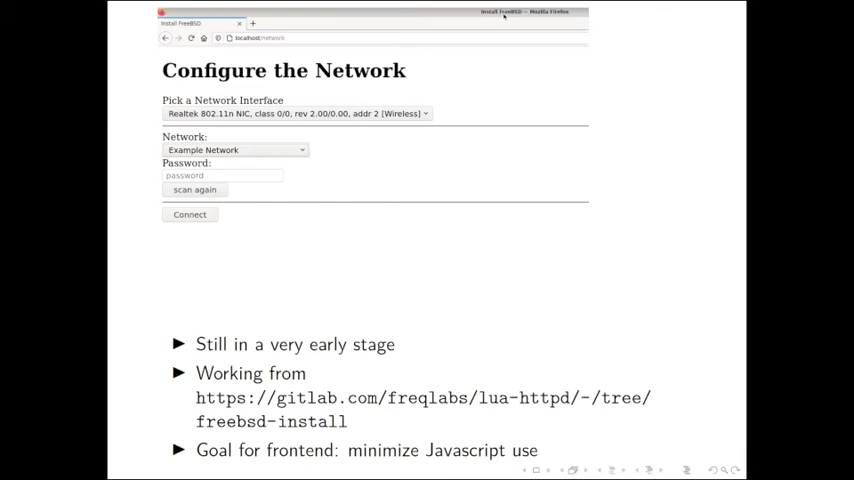 Install FreeBSD -- Mozilla Firefox
Install FreeBSD
localhost/network
Configure the Network
Pick a Network Interface
Realtek 802.11n NIC, class 0/0, rev 2.00/0.00, addr 2 [Wireless]
Network:
Example Network
Password:
password
scan again
Connect
Still in a very early stage
Working from
https://gitlab.com/freqlabs/lua-httpd/-/tree/
freebsd-install
Goal for frontend: minimize Javascript use